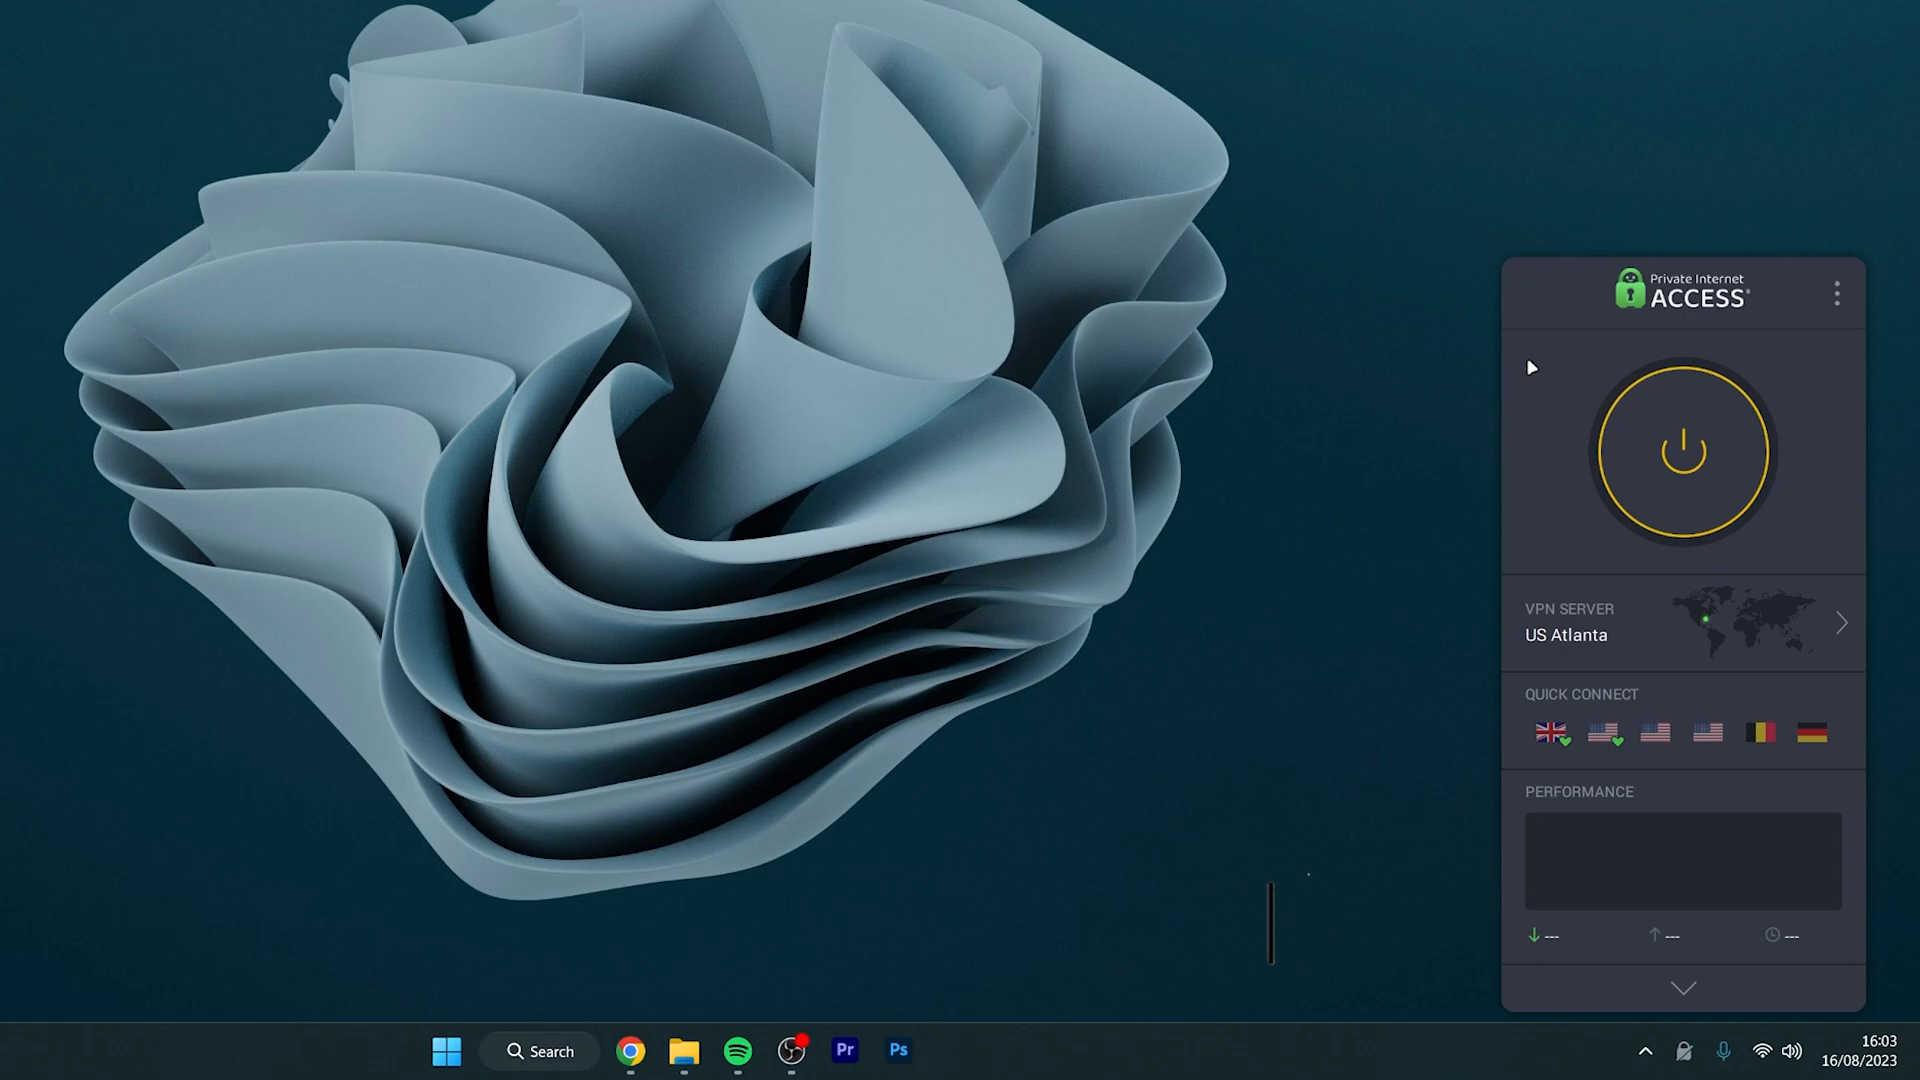 Private Internet
ACCESS®
VPN SERVER
US Atlanta
QUICK CONNECT
PERFORMANCE
---
---
---
Search
Pr
Ps
16:03
16/08/2023